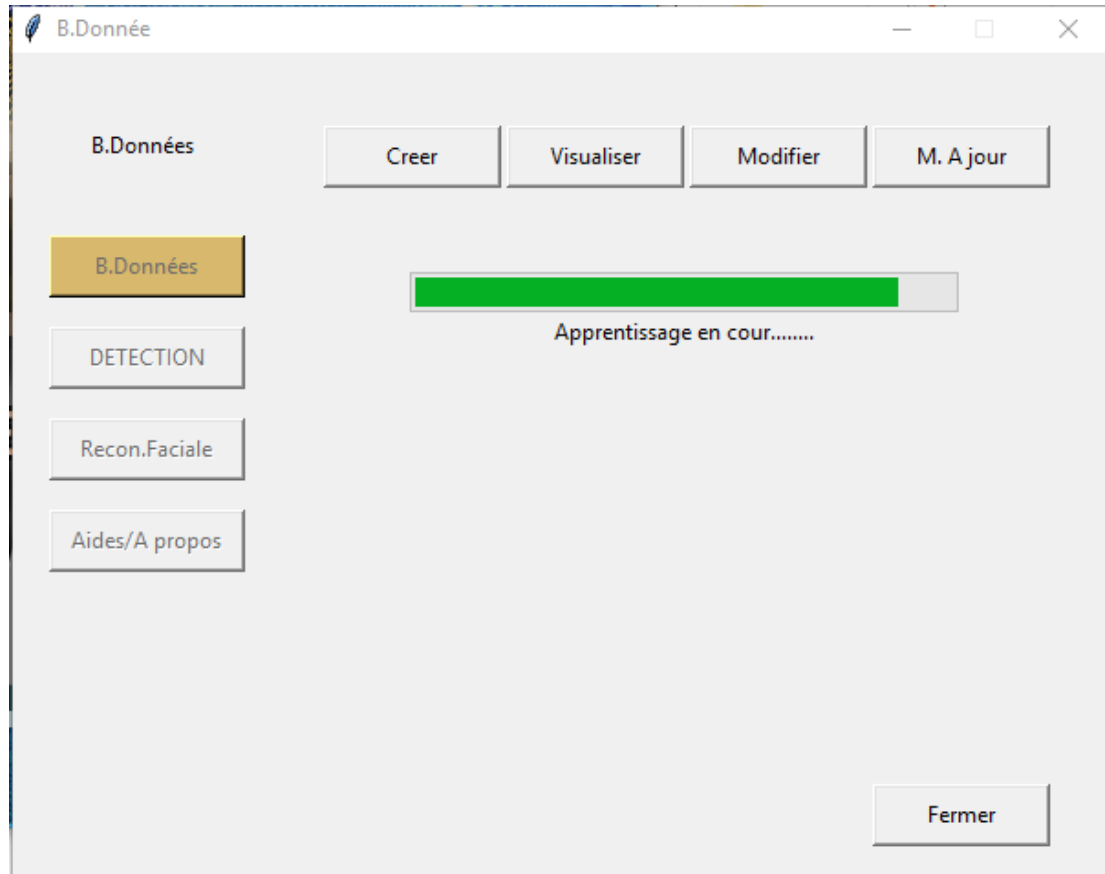 B.Donnée
B.Données
Creer
Visualiser
Modifier
M. A jour
B.Données
DETECTION
Recon.Faciale
Aides/A propos
Apprentissage en cour........
Fermer